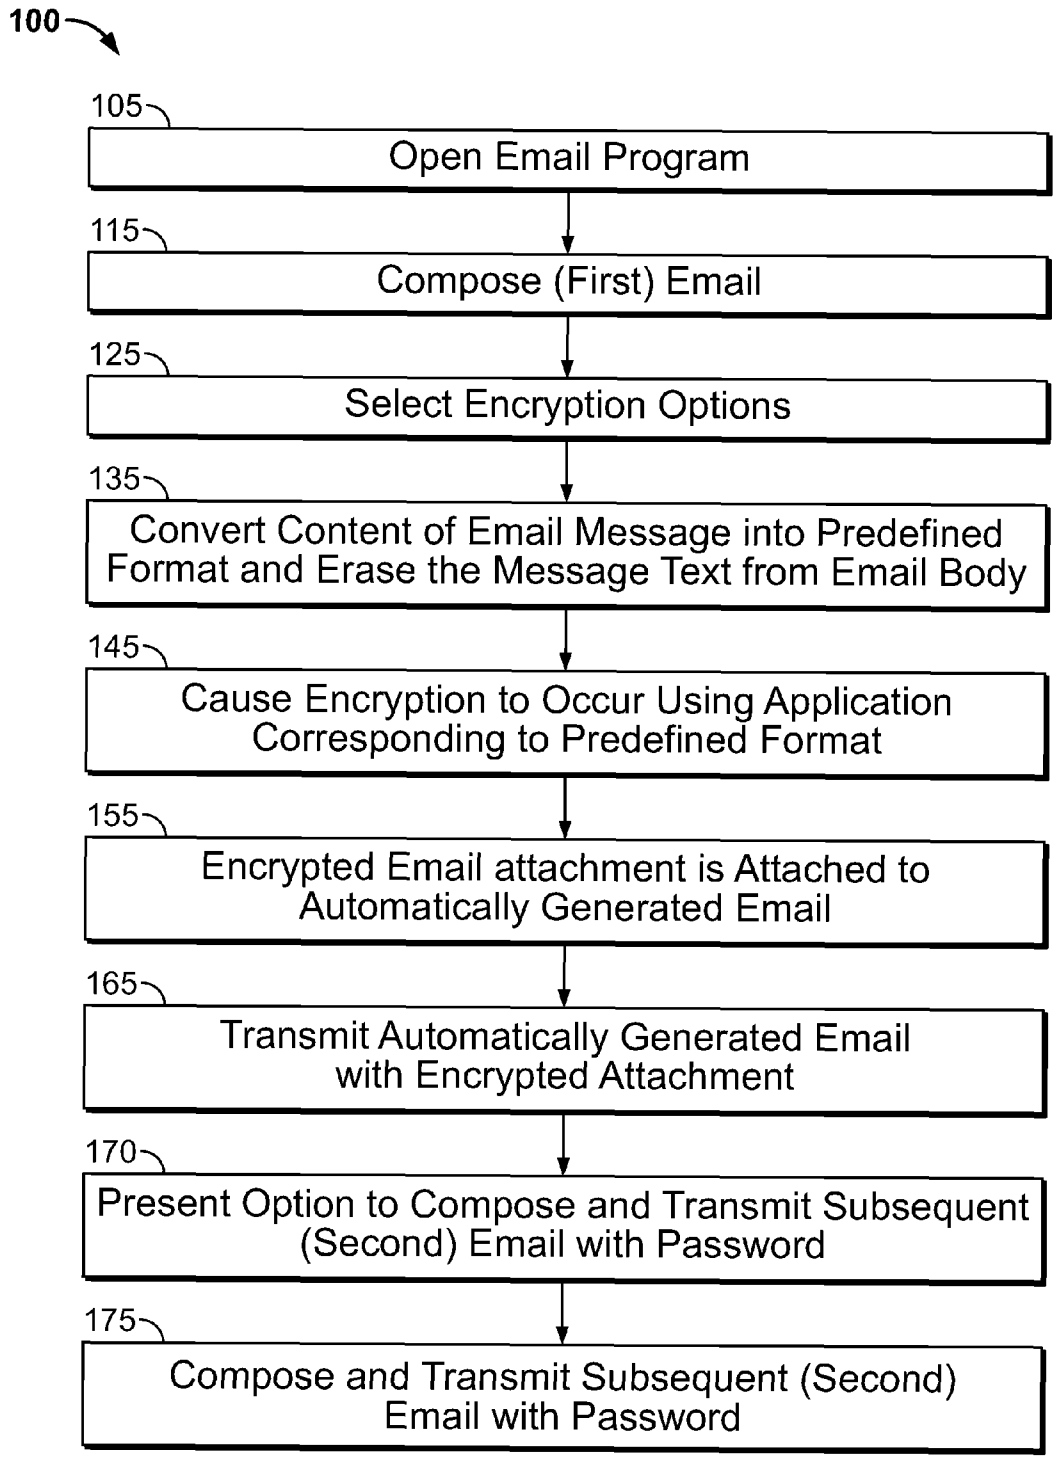 100
105
Open Email Program
115
Compose (First) Email
125
Select Encryption Options
135
Convert Content of Email Message into Predefined
Format and Erase the Message Text from Email Body
145
Cause Encryption to Occur Using Application
Corresponding to Predefined Format
155
Encrypted Email attachment is Attached to
Automatically Generated Email
165
Transmit Automatically Generated Email
with Encrypted Attachment
170
Present Option to Compose and Transmit Subsequent
(Second) Email with Password
175
Compose and Transmit Subsequent (Second)
Email with Password